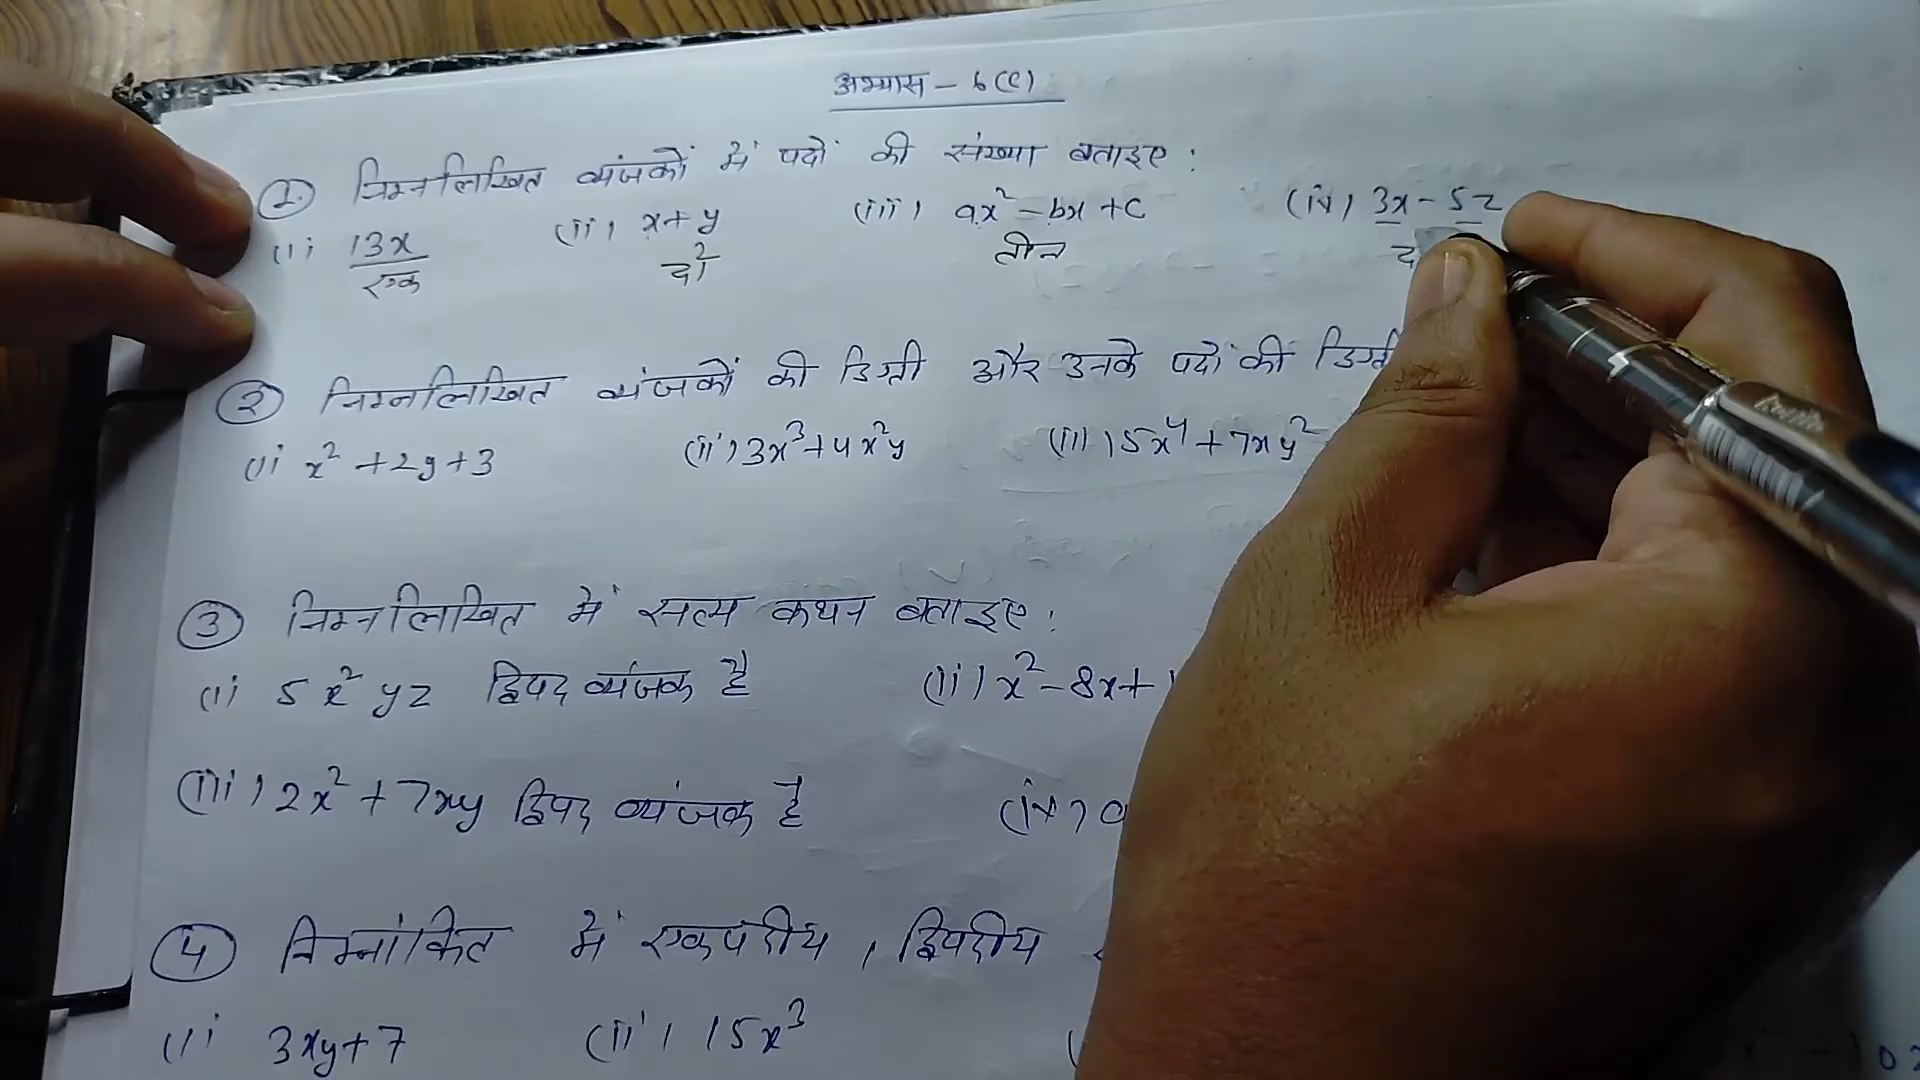 अभ्यास - 6(c)
① निम्नलिखित व्यंजकों में पदों की संख्या बताइए :
(i) 13x (ii) x+y (iii) ax² - bx + c (iv) 3x - 5z
एक दो तीन
② निम्नलिखित व्यंजकों की डिग्री और उनके पदों की
(i) x² + 2y + 3 (ii) 3x³ + 4x²y (iii) 5x⁴ + 7xy²
③ निम्नलिखित में सत्य कथन बताइए :
(i) 5x²yz द्विपद व्यंजक है (ii) x² - 8x +
(iii) 2x² + 7xy द्विपद व्यंजक है (iv)
④ निम्नांकित में एकपदीय , द्विपदीय
(i) 3xy + 7 (ii) 15x³